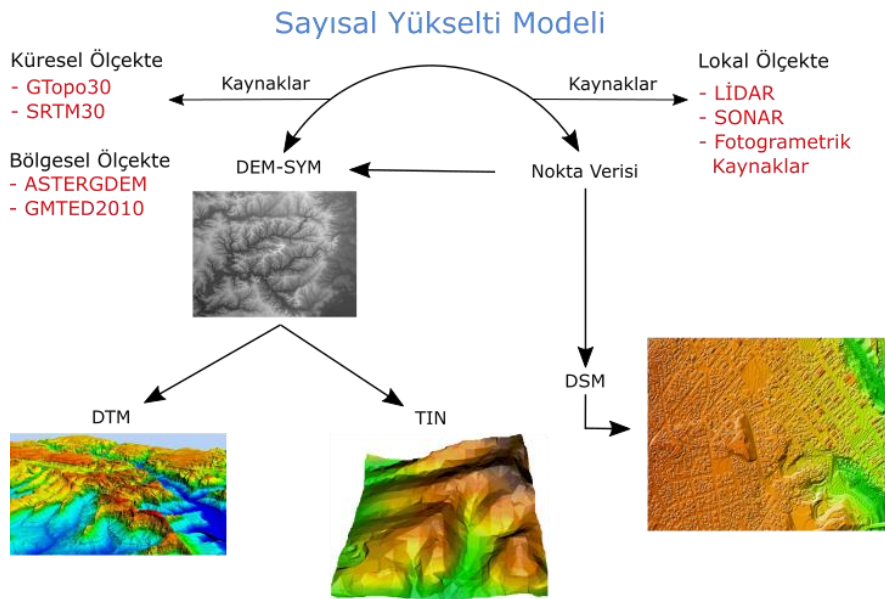 Sayısal Yükselti Modeli
Küresel Ölçekte
- GTopo30
- SRTM30
Kaynaklar
Kaynaklar
Lokal Ölçekte
- LİDAR
- SONAR
- Fotogrametrik
Kaynaklar
Bölgesel Ölçekte
- ASTERGDEM
- GMTED2010
DEM-SYM
Nokta Verisi
DSM
DTM
TIN